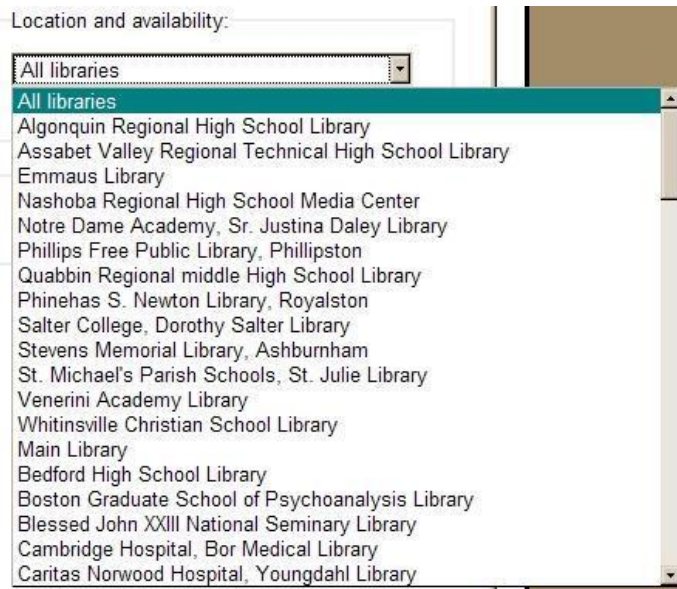 Location and availability:
All libraries
All libraries
Algonquin Regional High School Library
Assabet Valley Regional Technical High School Library
Emmaus Library
Nashoba Regional High School Media Center
Notre Dame Academy, Sr. Justina Daley Library
Phillips Free Public Library, Phillipston
Quabbin Regional middle High School Library
Phinehas S. Newton Library, Royalston
Salter College, Dorothy Salter Library
Stevens Memorial Library, Ashburnham
St. Michael's Parish Schools, St. Julie Library
Venerini Academy Library
Whitinsville Christian School Library
Main Library
Bedford High School Library
Boston Graduate School of Psychoanalysis Library
Blessed John XXIII National Seminary Library
Cambridge Hospital, Bor Medical Library
Caritas Norwood Hospital, Youngdahl Library